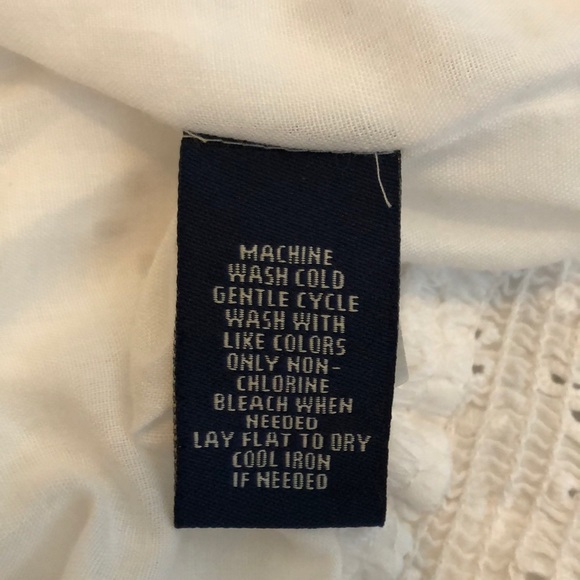 MACHINE
WASH COLD
GENTLE CYCLE
WASH WITH
LIKE COLORS
ONLY NON-
CHLORINE
BLEACH WHEN
NEEDED
LAY FLAT TO DRY
COOL IRON
IF NEEDED